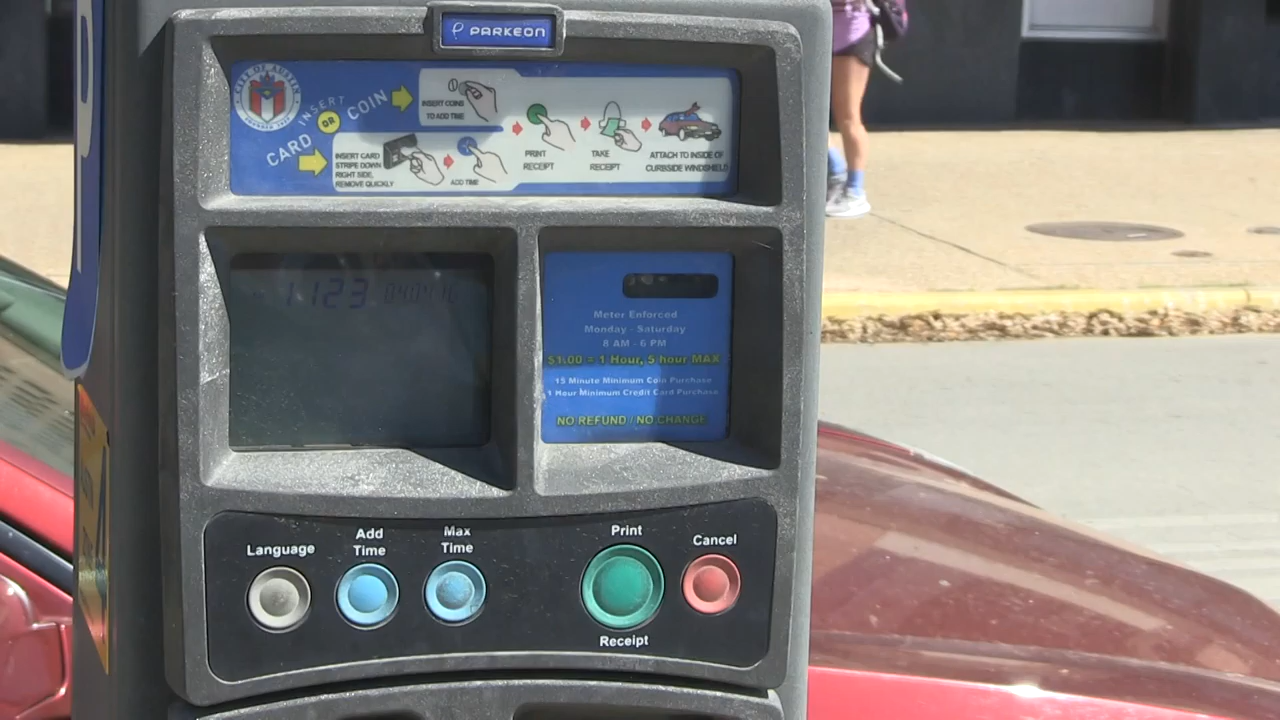 P PARKEON
CITY OF AUSTIN
INSERT
CARD OR COIN
INSERT COINS
TO ADD TIME
INSERT CARD
STRIPE DOWN
RIGHT SIDE,
REMOVE QUICKLY
ADD TIME
PRINT
RECEIPT
TAKE
RECEIPT
ATTACH TO INSIDE OF
CURBSIDE WINDSHIELD
1123
Meter Enforced
Monday - Saturday
8 AM - 6 PM
$1.00 = 1 Hour, 5 hour MAX
15 Minute Minimum Coin Purchase
1 Hour Minimum Credit Card Purchase
NO REFUND / NO CHANGE
Language
Add
Time
Max
Time
Print
Receipt
Cancel